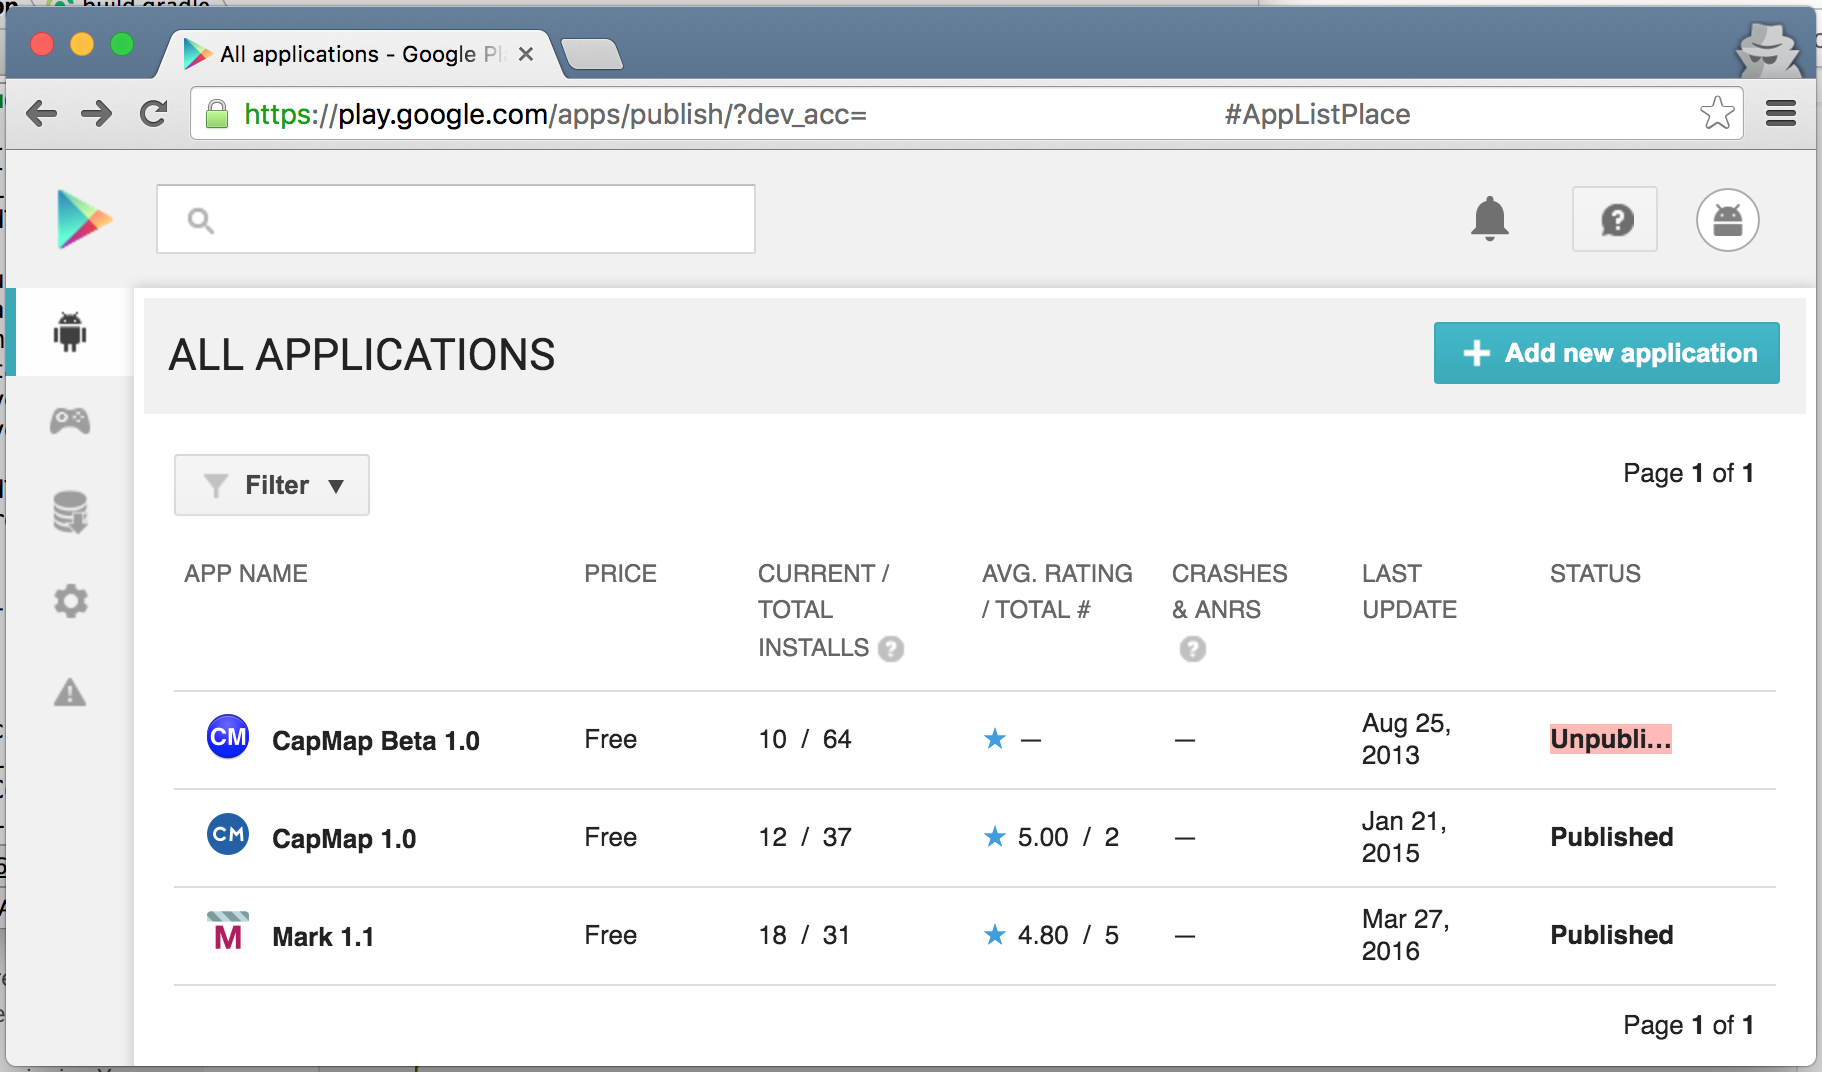 build.gradle
All applications - Google Pl
https://play.google.com/apps/publish/?dev_acc= #AppListPlace
ALL APPLICATIONS
Add new application
Filter
Page 1 of 1
APP NAME
PRICE
CURRENT /
TOTAL
INSTALLS
AVG. RATING
/ TOTAL #
CRASHES
& ANRS
LAST
UPDATE
STATUS
CM CapMap Beta 1.0 Free 10 / 64 — — Aug 25,
2013 Unpubli...
CM CapMap 1.0 Free 12 / 37 5.00 / 2 — Jan 21,
2015 Published
M Mark 1.1 Free 18 / 31 4.80 / 5 — Mar 27,
2016 Published
Page 1 of 1